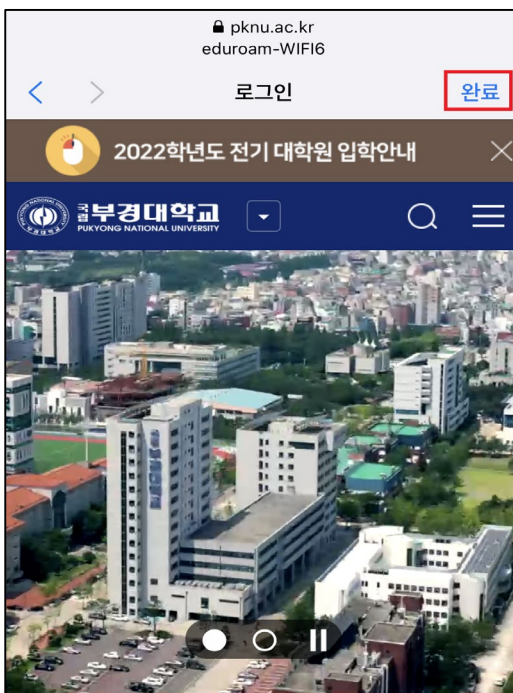 pknu.ac.kr
eduroam-WIFI6
로그인
완료
2022학년도 전기 대학원 입학안내
국립부경대학교
PUKYONG NATIONAL UNIVERSITY